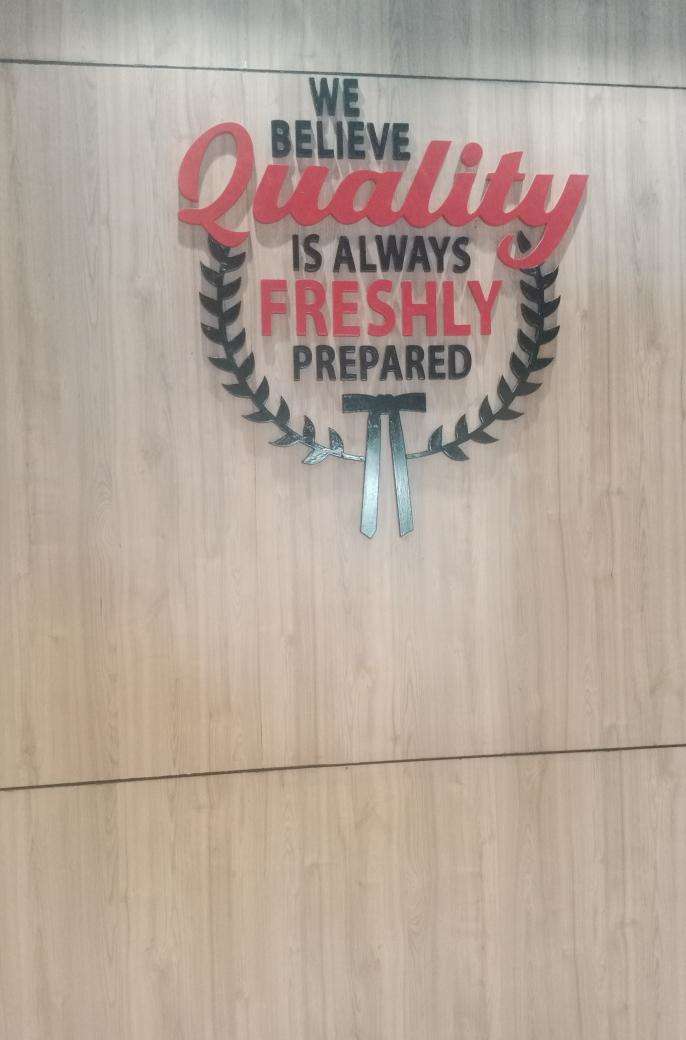 WE
BELIEVE
Quality
IS ALWAYS
FRESHLY
PREPARED